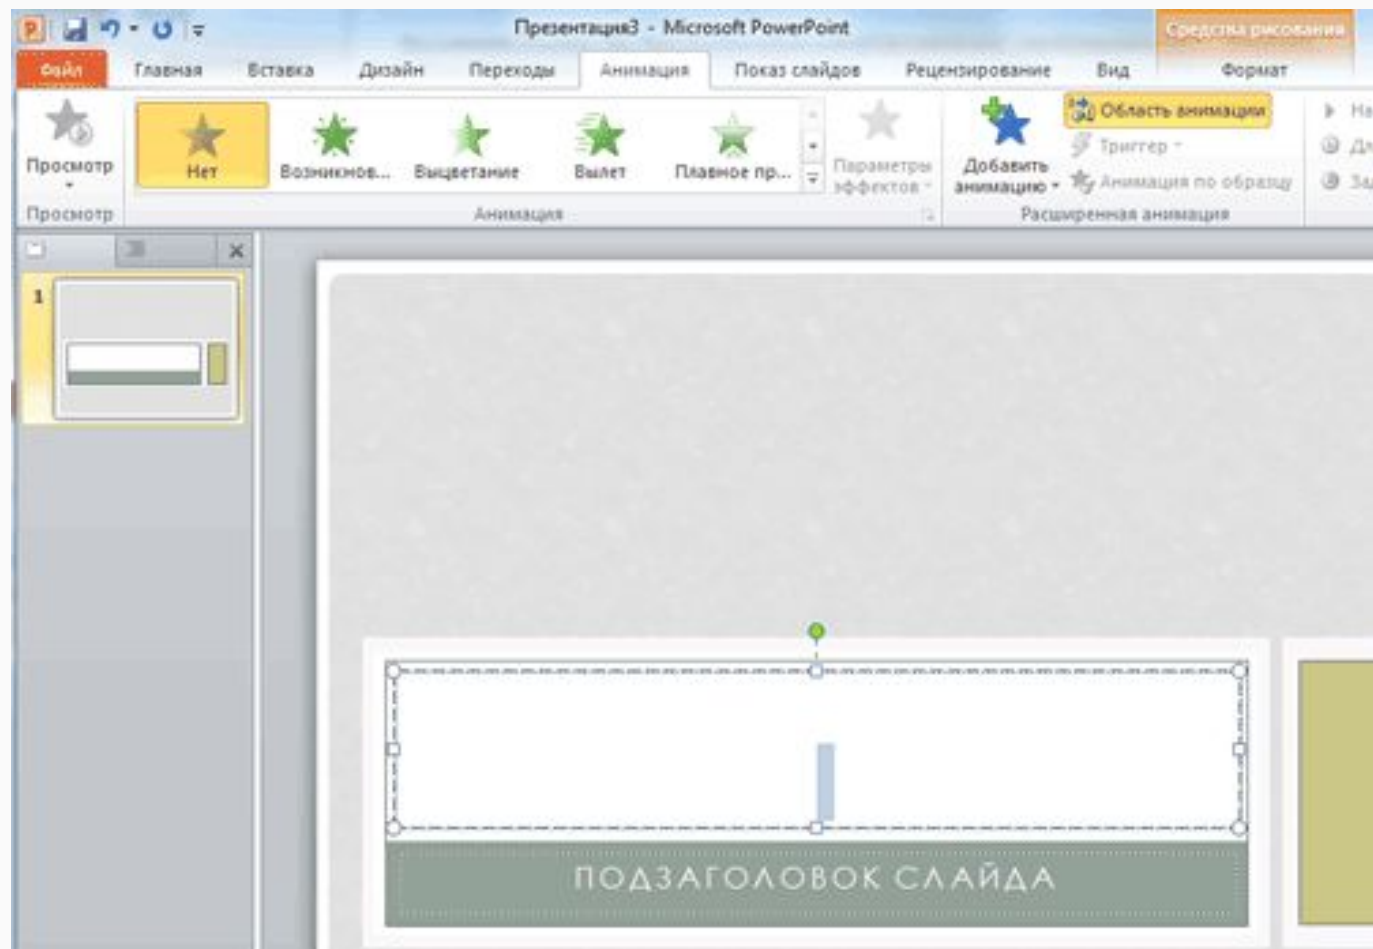 Презентация3 - Microsoft PowerPoint
Средства рисования
Файл Главная Вставка Дизайн Переходы Анимация Показ слайдов Рецензирование Вид Формат
Просмотр
Нет
Возникнов...
Выцветание
Вылет
Плавное пр...
Параметры
эффектов
Добавить
анимацию
Область анимации
Триггер
Анимация по образцу
Просмотр
Анимация
Расширенная анимация
1
ПОДЗАГОЛОВОК СЛАЙДА